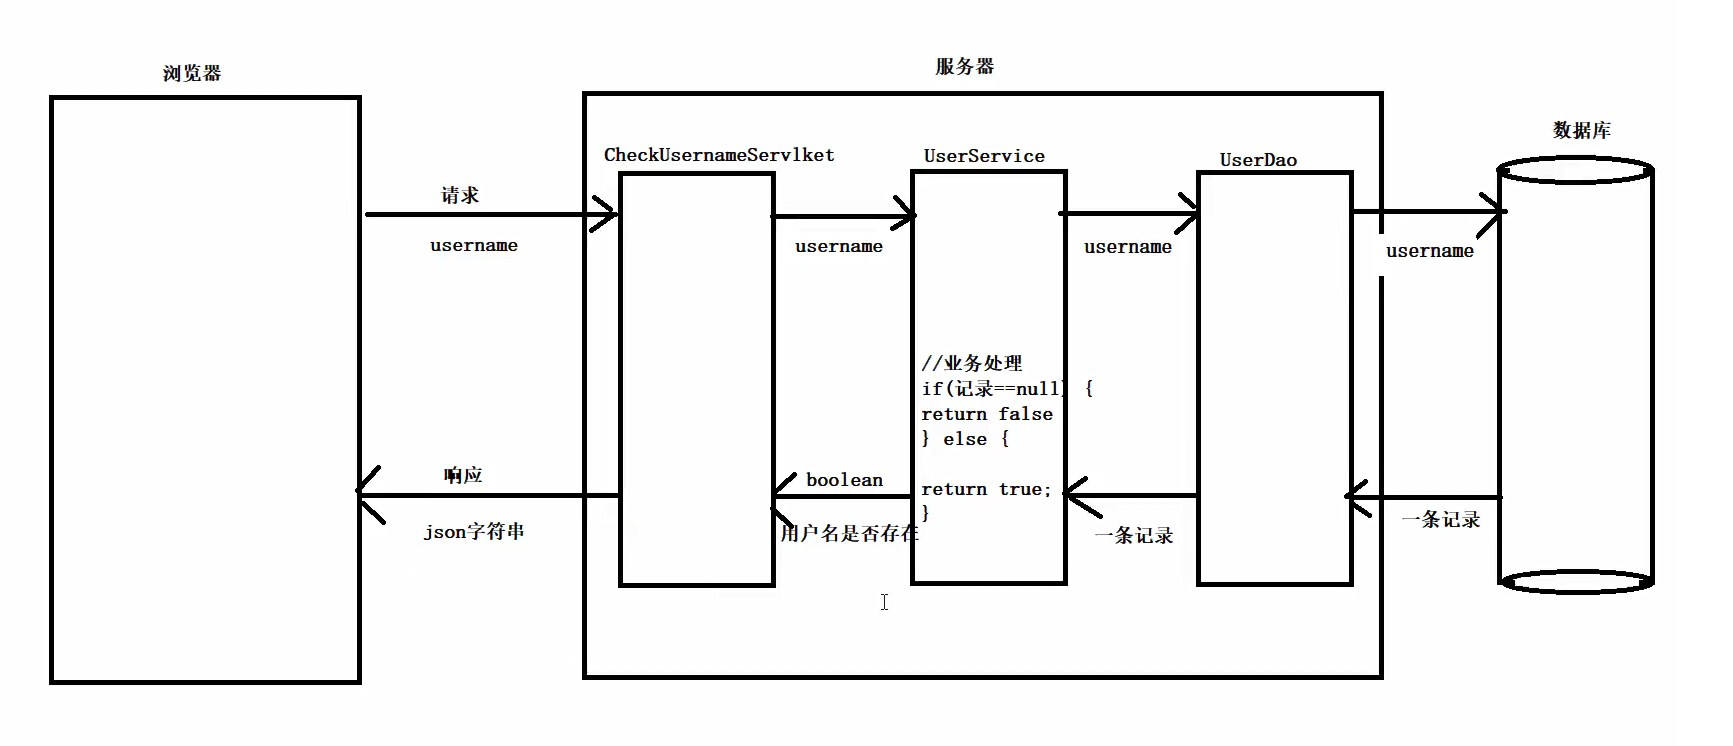 浏览器
服务器
数据库
CheckUsernameServlket
UserService
UserDao
请求
username
username
username
username
//业务处理
if(记录==null) {
return false
} else {
return true;
}
响应
json字符串
boolean
用户名是否存在
一条记录
一条记录